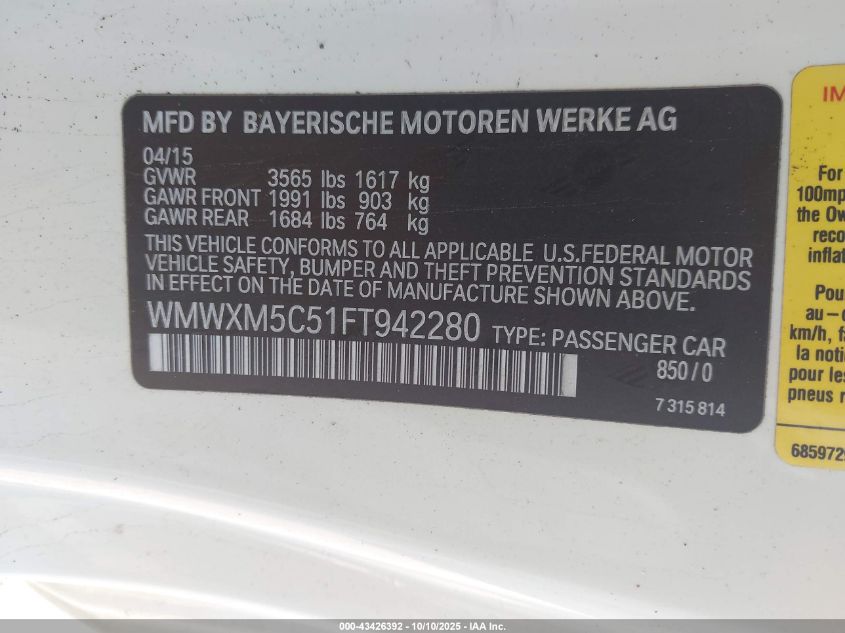 MFD BY BAYERISCHE MOTOREN WERKE AG
04/15
GVWR 3565 lbs 1617 kg
GAWR FRONT 1991 lbs 903 kg
GAWR REAR 1684 lbs 764 kg
THIS VEHICLE CONFORMS TO ALL APPLICABLE U.S.FEDERAL MOTOR
VEHICLE SAFETY, BUMPER AND THEFT PREVENTION STANDARDS
IN EFFECT ON THE DATE OF MANUFACTURE SHOWN ABOVE.
WMWXM5C51FT942280 TYPE: PASSENGER CAR
850/0
7 315 814
IM
For
100mp
the Ow
reco
inflat
Pou
au – d
km/h, fa
la notic
pour les
pneus r
685972
000-43426392 - 10/10/2025 - IAA Inc.